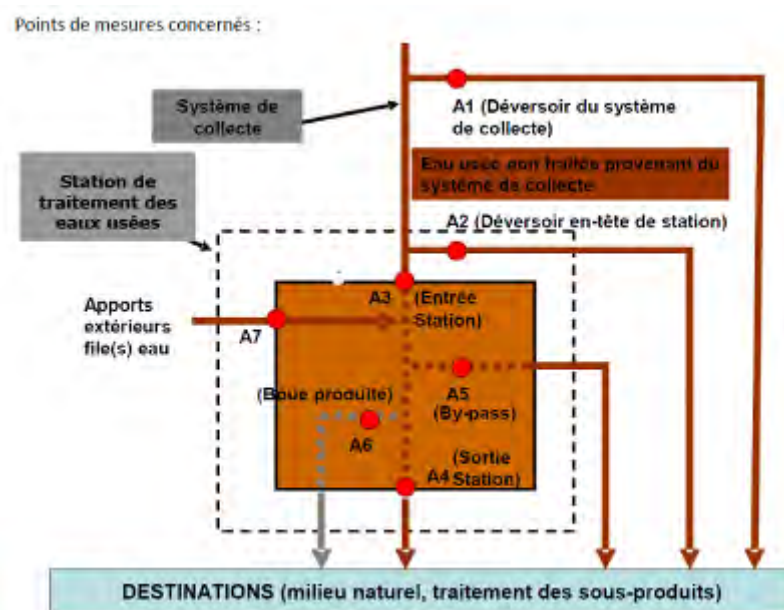 Points de mesures concernés :
Système de
collecte
A1 (Déversoir du système
de collecte)
Eau usée non traitée provenant du
système de collecte
Station de
traitement des
eaux usées
A2 (Déversoir en-tête de station)
Apports
extérieurs
file(s) eau
A7
A3
(Entrée
Station)
(Boue produite)
A5
(By-pass)
A6
(Sortie
A4 Station)
DESTINATIONS (milieu naturel, traitement des sous-produits)